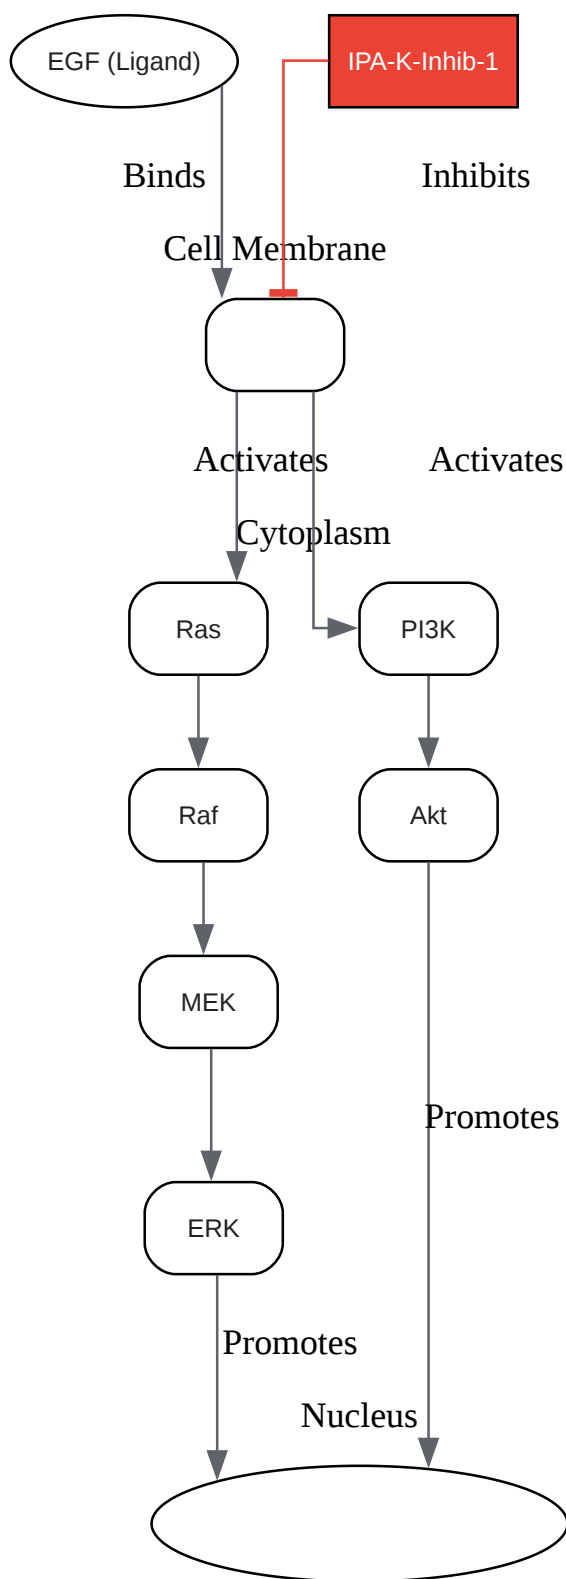 EGF (Ligand)
IPA-K-Inhib-1
Binds
Inhibits
Cell Membrane
Activates
Activates
Cytoplasm
Ras
PI3K
Raf
Akt
MEK
Promotes
ERK
Promotes
Nucleus